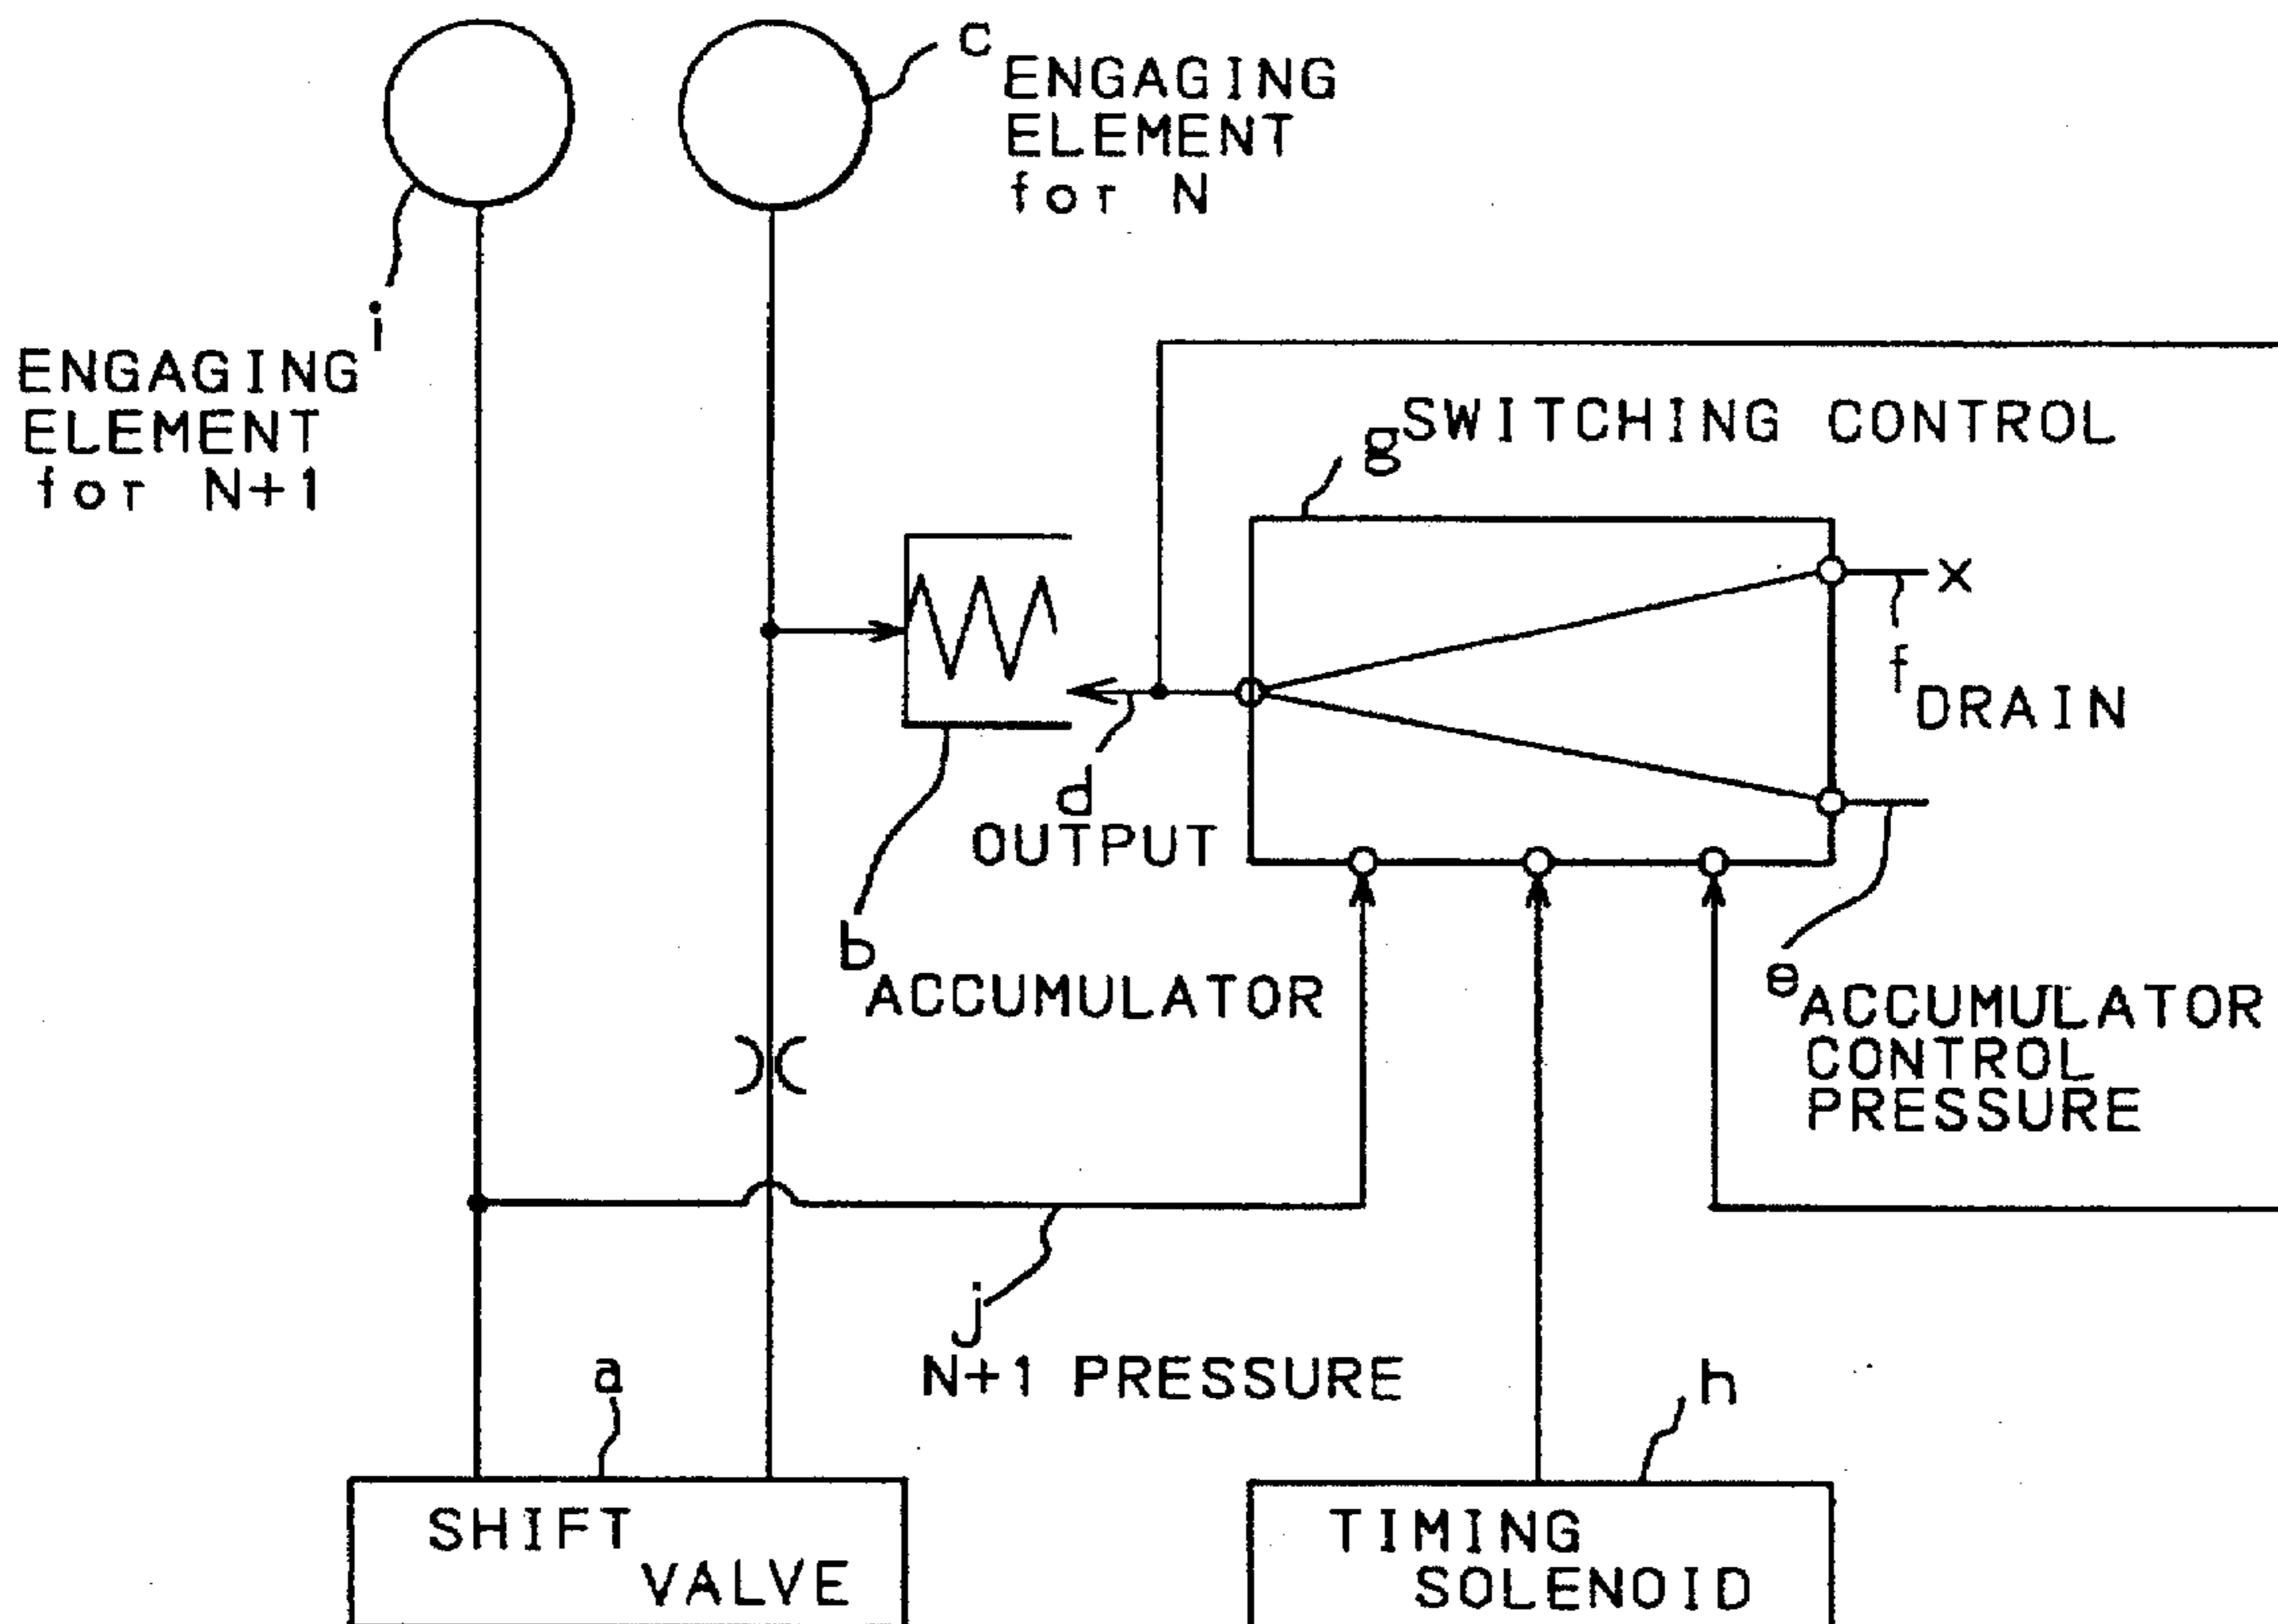 c
ENGAGING
ELEMENT
for N
i
ENGAGING
ELEMENT
for N+1
g
SWITCHING CONTROL
x
f
DRAIN
d
OUTPUT
b
ACCUMULATOR
e
ACCUMULATOR
CONTROL
PRESSURE
j
N+1 PRESSURE
a
h
SHIFT
VALVE
TIMING
SOLENOID